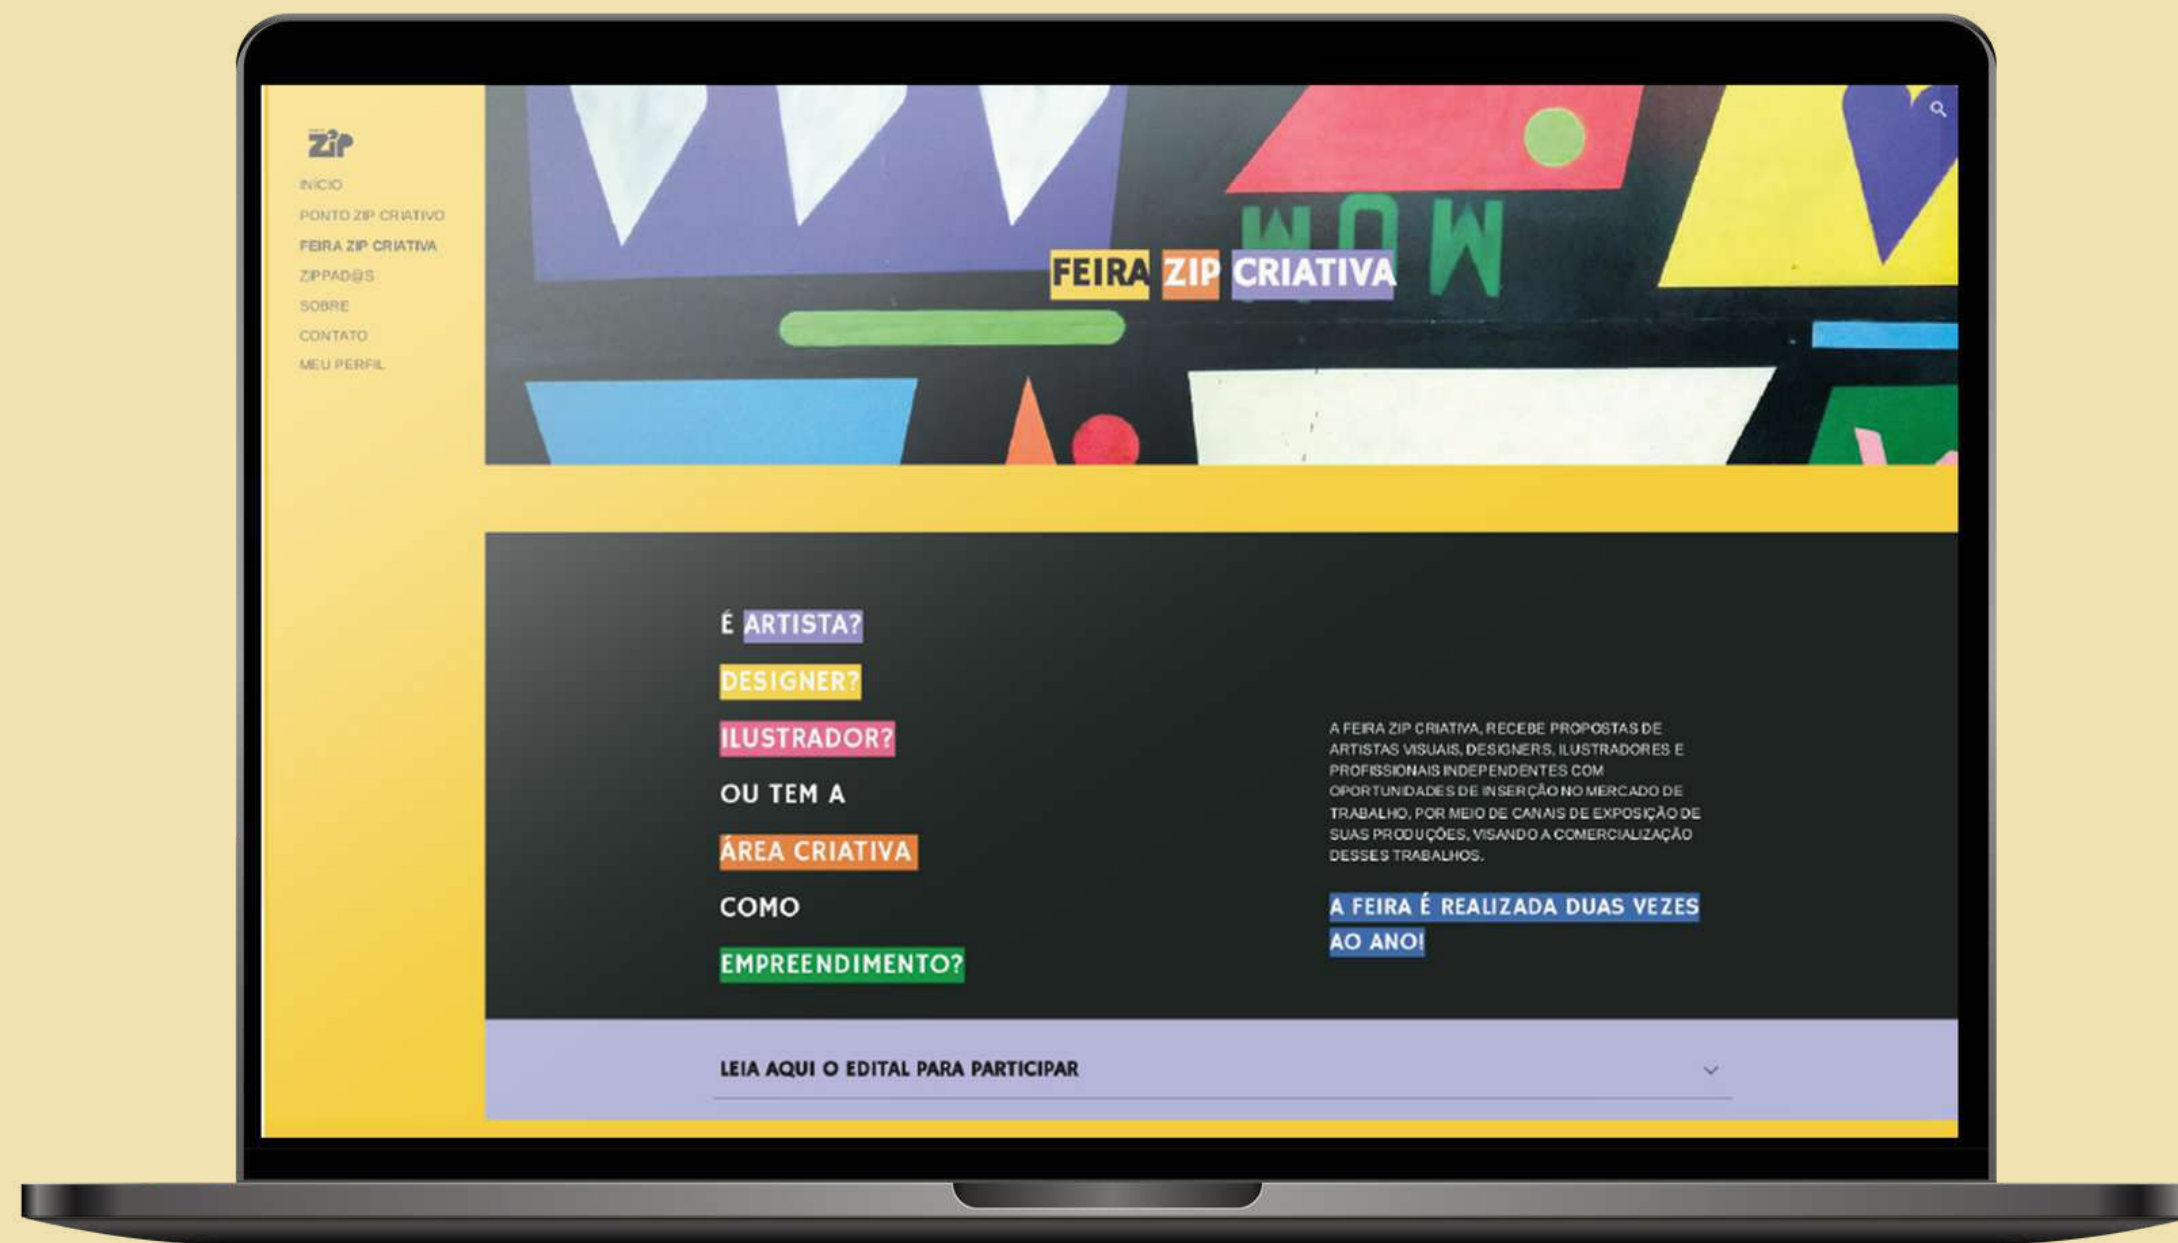 ZiP
INÍCIO
PONTO ZIP CRIATIVO
FEIRA ZIP CRIATIVA
ZIPPAD@S
SOBRE
CONTATO
MEU PERFIL
MUM
FEIRA ZIP CRIATIVA
É ARTISTA?
DESIGNER?
ILUSTRADOR?
OU TEM A
ÁREA CRIATIVA
COMO
EMPREENDIMENTO?
A FEIRA ZIP CRIATIVA, RECEBE PROPOSTAS DE
ARTISTAS VISUAIS, DESIGNERS, ILUSTRADORES E
PROFISSIONAIS INDEPENDENTES COM
OPORTUNIDADES DE INSERÇÃO NO MERCADO DE
TRABALHO, POR MEIO DE CANAIS DE EXPOSIÇÃO DE
SUAS PRODUÇÕES, VISANDO A COMERCIALIZAÇÃO
DESSES TRABALHOS.
A FEIRA É REALIZADA DUAS VEZES
AO ANO!
LEIA AQUI O EDITAL PARA PARTICIPAR